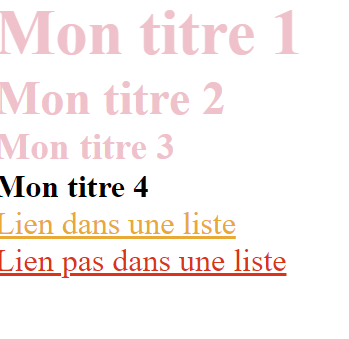 Mon titre 1
Mon titre 2
Mon titre 3
Mon titre 4
Lien dans une liste
Lien pas dans une liste